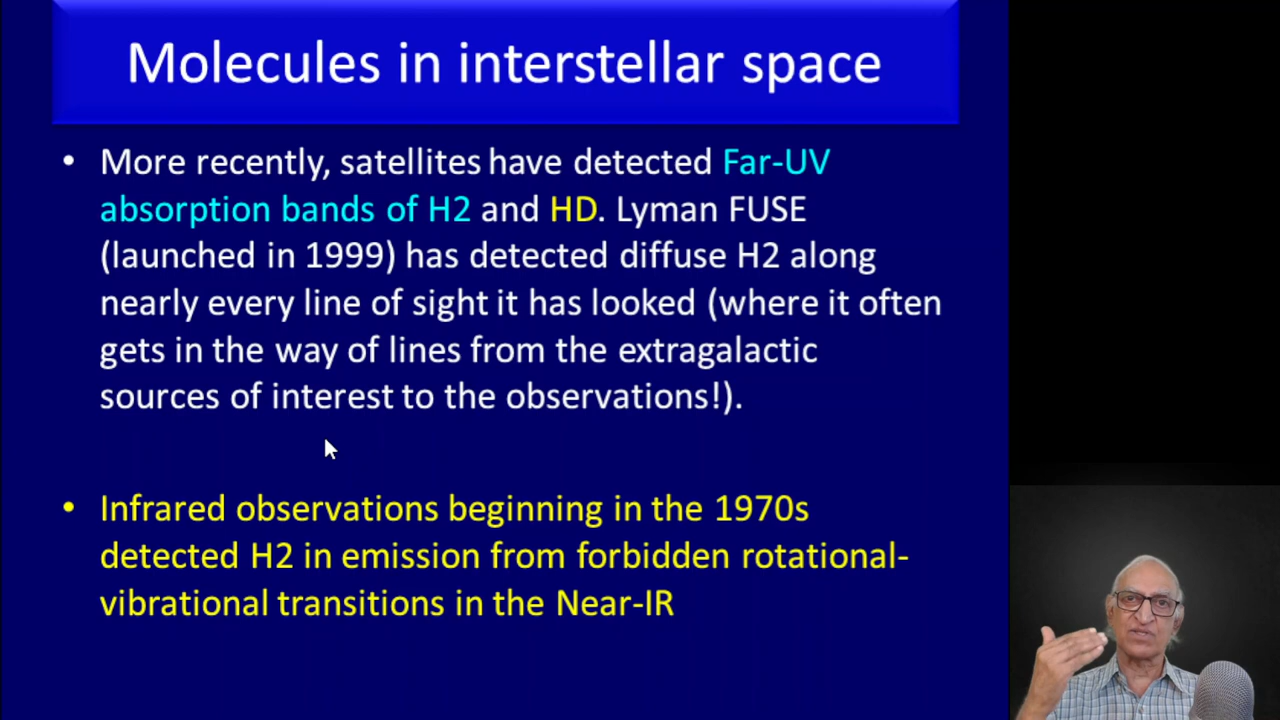 Molecules in interstellar space
• More recently, satellites have detected Far-UV
absorption bands of H2 and HD. Lyman FUSE
(launched in 1999) has detected diffuse H2 along
nearly every line of sight it has looked (where it often
gets in the way of lines from the extragalactic
sources of interest to the observations!).
• Infrared observations beginning in the 1970s
detected H2 in emission from forbidden rotational-
vibrational transitions in the Near-IR